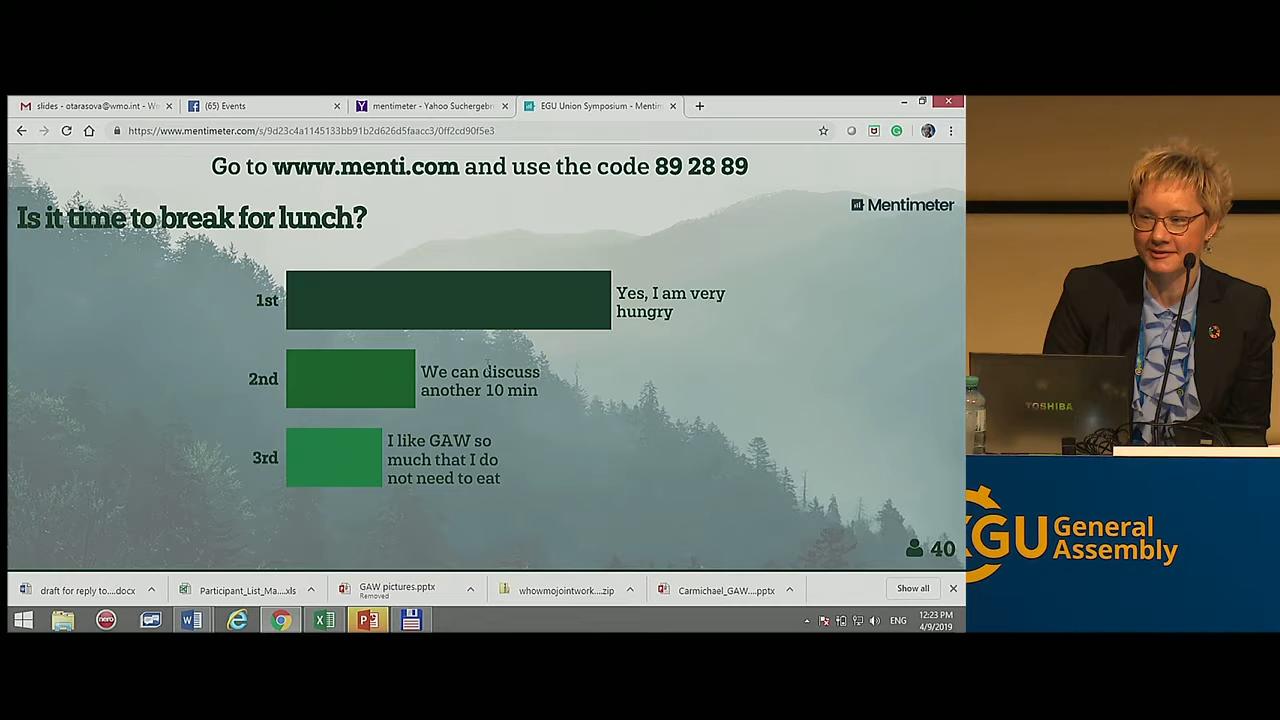 slides - otarasova@wmo.int - W
(65) Events
mentimeter - Yahoo Suchergebn
EGU Union Symposium - Mentim
https://www.mentimeter.com/s/9d23c4a1145133bb91b2d626d5faacc3/0ff2cd90f5e3
Go to www.menti.com and use the code 89 28 89
Mentimeter
Is it time to break for lunch?
1st
Yes, I am very
hungry
2nd
We can discuss
another 10 min
3rd
I like GAW so
much that I do
not need to eat
40
draft for reply to....docx
Participant_List_Ma....xls
GAW pictures.pptx
Removed
whowmojointwork....zip
Carmichael_GAW....pptx
Show all
nero
ENG
12:23 PM
4/9/2019
TOSHIBA
EGU
General
Assembly